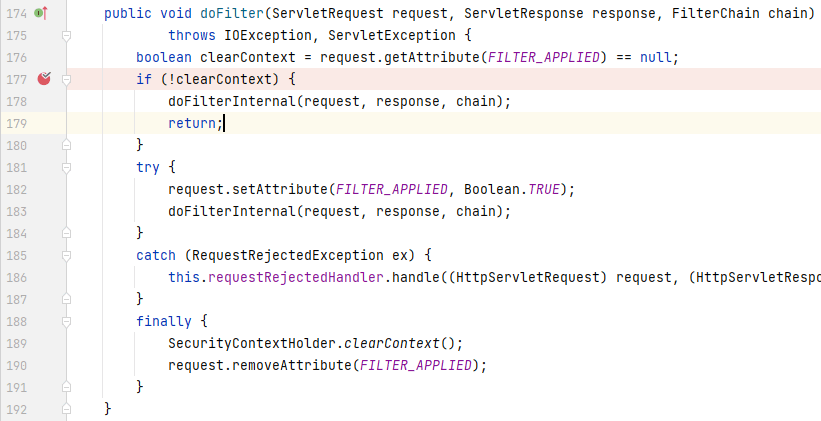 174 public void doFilter(ServletRequest request, ServletResponse response, FilterChain chain)
175 throws IOException, ServletException {
176 boolean clearContext = request.getAttribute(FILTER_APPLIED) == null;
177 if (!clearContext) {
178 doFilterInternal(request, response, chain);
179 return;
180 }
181 try {
182 request.setAttribute(FILTER_APPLIED, Boolean.TRUE);
183 doFilterInternal(request, response, chain);
184 }
185 catch (RequestRejectedException ex) {
186 this.requestRejectedHandler.handle((HttpServletRequest) request, (HttpServletRespo
187 }
188 finally {
189 SecurityContextHolder.clearContext();
190 request.removeAttribute(FILTER_APPLIED);
191 }
192 }